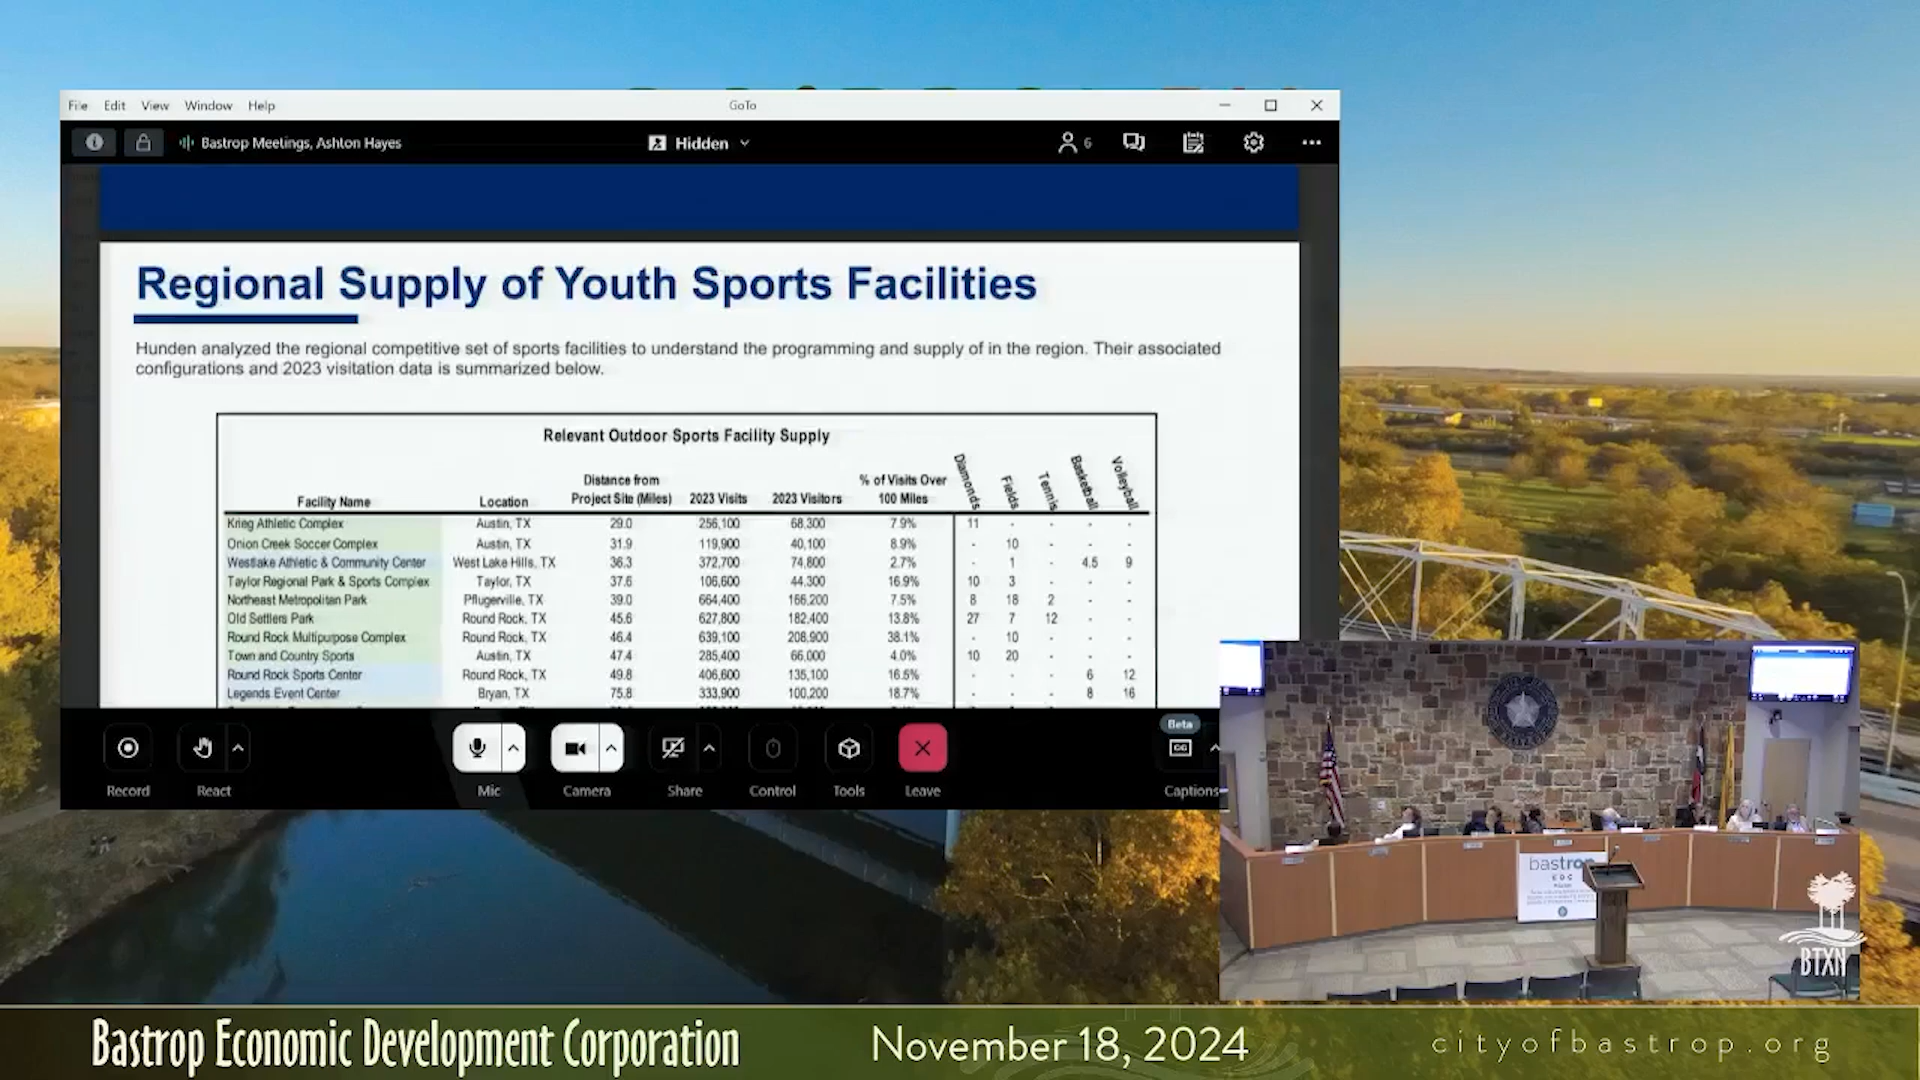 File Edit View Window Help GoTo
Bastrop Meetings, Ashton Hayes Hidden 6
Regional Supply of Youth Sports Facilities
Hunden analyzed the regional competitive set of sports facilities to understand the programming and supply of in the region. Their associated
configurations and 2023 visitation data is summarized below.
Relevant Outdoor Sports Facility Supply
Facility Name Location Distance from Project Site (Miles) 2023 Visits 2023 Visitors % of Visits Over 100 Miles Diamonds Fields Tennis Basketball Volleyball
Krieg Athletic Complex Austin, TX 29.0 256,100 68,300 7.9% 11 - - - -
Onion Creek Soccer Complex Austin, TX 31.9 119,900 40,100 8.9% - 10 - - -
Westlake Athletic & Community Center West Lake Hills, TX 36.3 372,700 74,800 2.7% - 1 - 4.5 9
Taylor Regional Park & Sports Complex Taylor, TX 37.6 106,600 44,300 16.9% 10 3 - - -
Northeast Metropolitan Park Pflugerville, TX 39.0 664,400 166,200 7.5% 8 18 2 - -
Old Settlers Park Round Rock, TX 45.6 627,800 182,400 13.8% 27 7 12 - -
Round Rock Multipurpose Complex Round Rock, TX 46.4 639,100 208,900 38.1% - 10 - - -
Town and Country Sports Austin, TX 47.4 285,400 66,000 4.0% 10 20 - - -
Round Rock Sports Center Round Rock, TX 49.8 406,600 135,100 16.5% - - - 6 12
Legends Event Center Bryan, TX 75.8 333,900 100,200 18.7% - - - 8 16
Beta
CC
Record React Mic Camera Share Control Tools Leave Captions
bastrop
EDC
BTXN
Bastrop Economic Development Corporation November 18, 2024 cityofbastrop.org